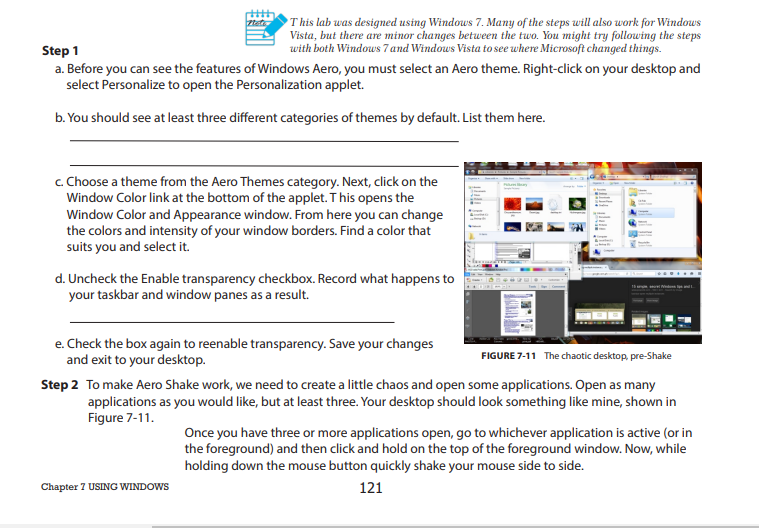 Note
T his lab was designed using Windows 7. Many of the steps will also work for Windows
Vista, but there are minor changes between the two. You might try following the steps
with both Windows 7 and Windows Vista to see where Microsoft changed things.
Step 1
a. Before you can see the features of Windows Aero, you must select an Aero theme. Right-click on your desktop and
select Personalize to open the Personalization applet.
b. You should see at least three different categories of themes by default. List them here.
c. Choose a theme from the Aero Themes category. Next, click on the
Window Color link at the bottom of the applet. T his opens the
Window Color and Appearance window. From here you can change
the colors and intensity of your window borders. Find a color that
suits you and select it.
d. Uncheck the Enable transparency checkbox. Record what happens to
your taskbar and window panes as a result.
e. Check the box again to reenable transparency. Save your changes
and exit to your desktop.
FIGURE 7-11 The chaotic desktop, pre-Shake
Step 2 To make Aero Shake work, we need to create a little chaos and open some applications. Open as many
applications as you would like, but at least three. Your desktop should look something like mine, shown in
Figure 7-11.
Once you have three or more applications open, go to whichever application is active (or in
the foreground) and then click and hold on the top of the foreground window. Now, while
holding down the mouse button quickly shake your mouse side to side.
Chapter 7 USING WINDOWS
121